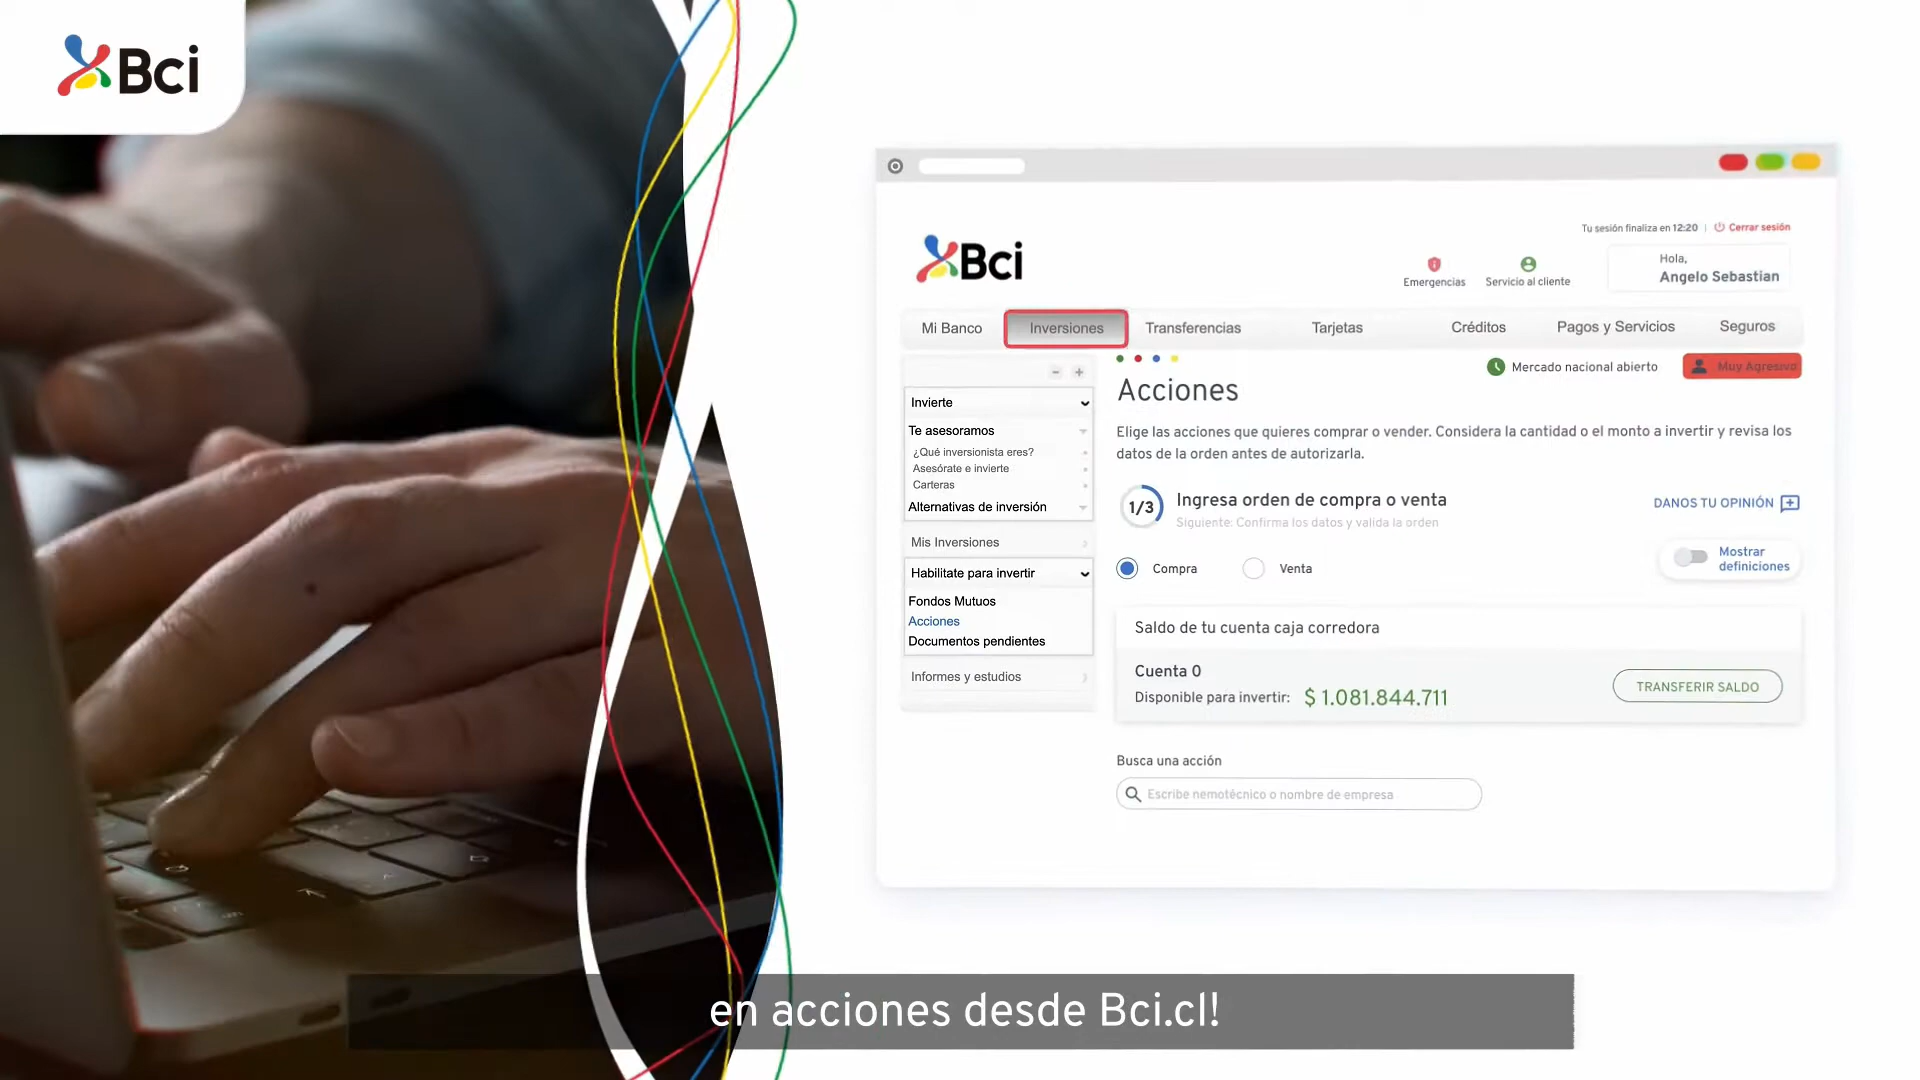 Bci
Bci
Tu sesión finaliza en 12:20 | Cerrar sesión
Emergencias
Servicio al cliente
Hola,
Angelo Sebastian
Mi Banco
Inversiones
Transferencias
Tarjetas
Créditos
Pagos y Servicios
Seguros
Invierte
Te asesoramos
¿Qué inversionista eres?
Asesórate e invierte
Carteras
Alternativas de inversión
Mis Inversiones
Habilitate para invertir
Fondos Mutuos
Acciones
Documentos pendientes
Informes y estudios
Mercado nacional abierto
Muy Agresivo
Acciones
Elige las acciones que quieres comprar o vender. Considera la cantidad o el monto a invertir y revisa los
datos de la orden antes de autorizarla.
1/3
Ingresa orden de compra o venta
Siguiente: Confirma los datos y valida la orden
DANOS TU OPINIÓN
Mostrar
definiciones
Compra
Venta
Saldo de tu cuenta caja corredora
Cuenta 0
Disponible para invertir: $ 1.081.844.711
TRANSFERIR SALDO
Busca una acción
Escribe nemotécnico o nombre de empresa
en acciones desde Bci.cl!